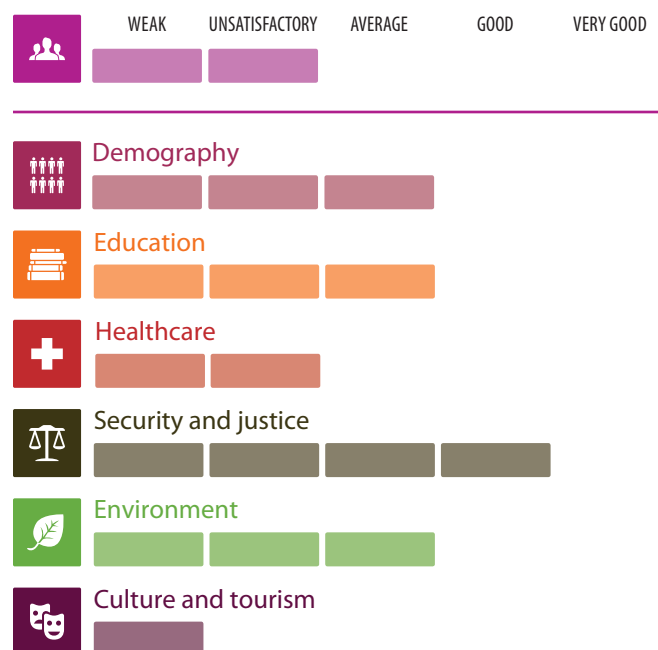 WEAK UNSATISFACTORY AVERAGE GOOD VERY GOOD
Demography
Education
Healthcare
Security and justice
Environment
Culture and tourism